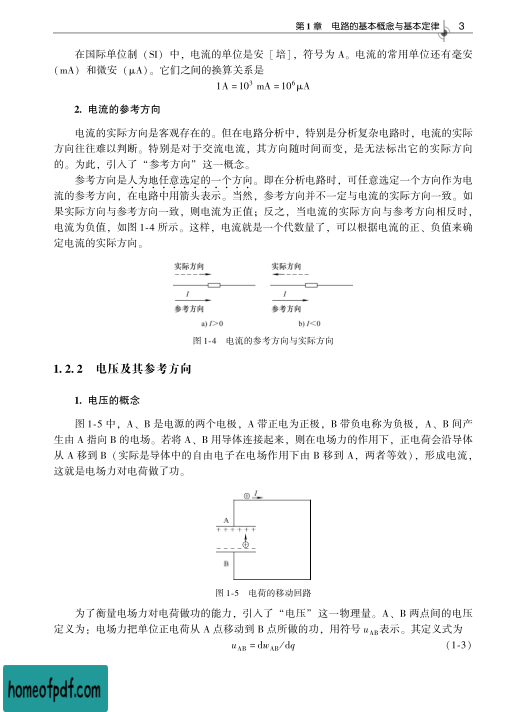 第 1 章 电路的基本概念与基本定律 3
在国际单位制（SI）中，电流的单位是安［培］，符号为 A。电流的常用单位还有毫安
（mA）和微安（μA）。它们之间的换算关系是
1A = 10³ mA = 10⁶ μA
2. 电流的参考方向
电流的实际方向是客观存在的。但在电路分析中，特别是分析复杂电路时，电流的实际
方向往往难以判断。特别是对于交流电流，其方向随时间而变，是无法标出它的实际方向
的。为此，引入了“参考方向”这一概念。
参考方向是人为地任意选定的一个方向。即在分析电路时，可任意选定一个方向作为电
流的参考方向，在电路中用箭头表示。当然，参考方向并不一定与电流的实际方向一致。如
果实际方向与参考方向一致，则电流为正值；反之，当电流的实际方向与参考方向相反时，
电流为负值，如图 1-4 所示。这样，电流就是一个代数量了，可以根据电流的正、负值来确
定电流的实际方向。
实际方向 实际方向
I I
参考方向 参考方向
a) I>0 b) I<0
图 1-4 电流的参考方向与实际方向
1. 2. 2 电压及其参考方向
1. 电压的概念
图 1-5 中，A、B 是电源的两个电极，A 带正电为正极，B 带负电称为负极，A、B 间产
生由 A 指向 B 的电场。若将 A、B 用导体连接起来，则在电场力的作用下，正电荷会沿导体
从 A 移到 B（实际是导体中的自由电子在电场作用下由 B 移到 A，两者等效），形成电流，
这就是电场力对电荷做了功。
⊕ I
A
+ + + + + +
⊕
- - - - - -
B
图 1-5 电荷的移动回路
为了衡量电场力对电荷做功的能力，引入了“电压”这一物理量。A、B 两点间的电压
定义为：电场力把单位正电荷从 A 点移动到 B 点所做的功，用符号 uAB表示。其定义式为
uAB = dwAB/dq (1-3)
homeofpdf.com